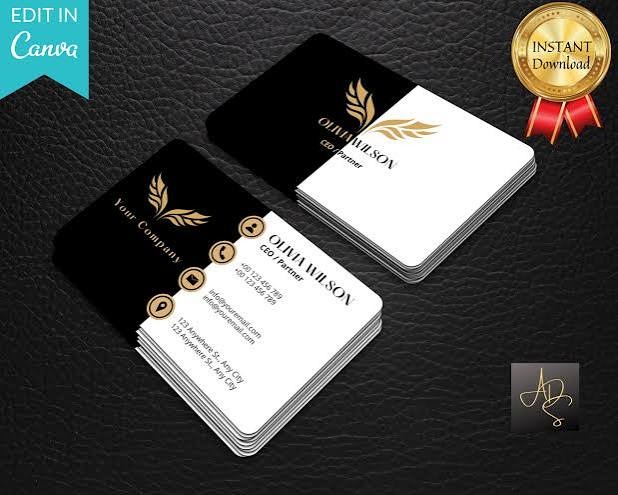 EDIT IN
Canva
INSTANT
Download
OLIVIA WILSON
CEO / Partner
Your Company
OLIVIA WILSON
CEO / Partner
+00 123 456 789
+00 123 456 789
info@youremail.com
info@youremail.com
123 Anywhere St., Any City
123 Anywhere St., Any City
ADS